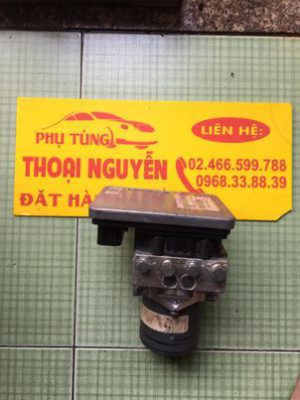 PHỤ TÙNG
THOẠI NGUYỄN
ĐẶT HÀ
LIÊN HỆ:
02.466.599.788
0968.33.88.39